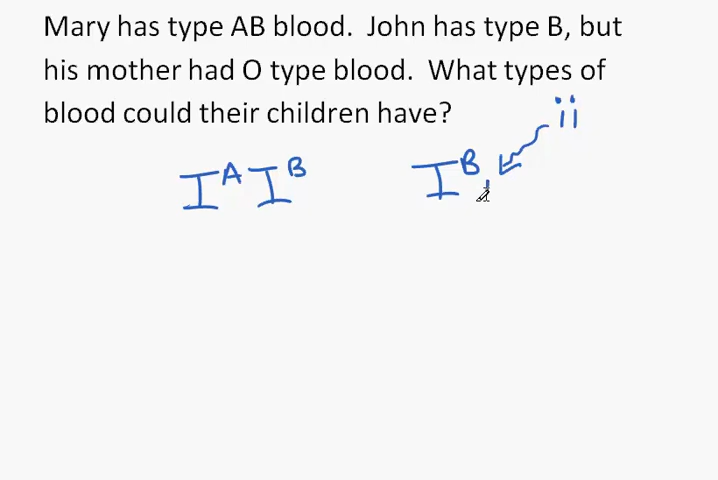 Mary has type AB blood. John has type B, but
his mother had O type blood. What types of
blood could their children have?
ii
I^A I^B I^B i